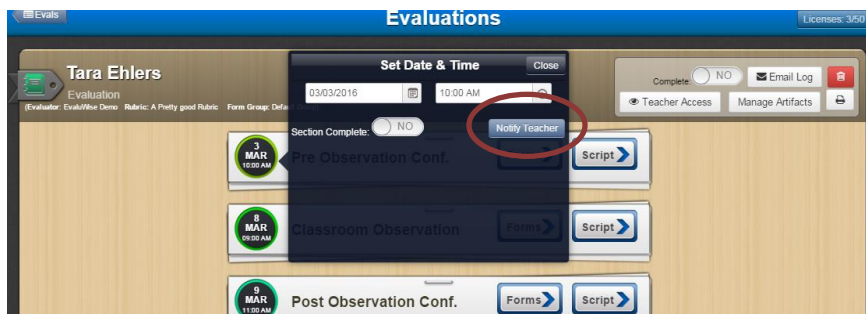 Evals
Evaluations
Licenses: 3/50
Tara Ehlers
Evaluation
(Evaluator: EvaluWise Demo Rubric: A Pretty good Rubric Form Group: Defa
Set Date & Time
Close
03/03/2016
10:00 AM
Section Complete: NO
Notify Teacher
Complete: NO
Email Log
Teacher Access
Manage Artifacts
3
MAR
10:00 AM
Pre Observation Conf.
Script
8
MAR
09:00 AM
Classroom Observation
Forms
Script
9
MAR
11:00 AM
Post Observation Conf.
Forms
Script